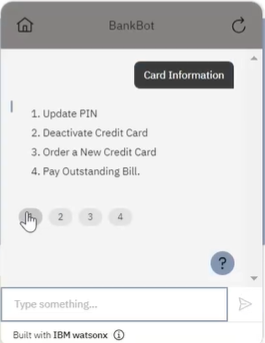 BankBot
Card Information
1. Update PIN
2. Deactivate Credit Card
3. Order a New Credit Card
4. Pay Outstanding Bill.
2 3 4
?
Type something...
Built with IBM watsonx